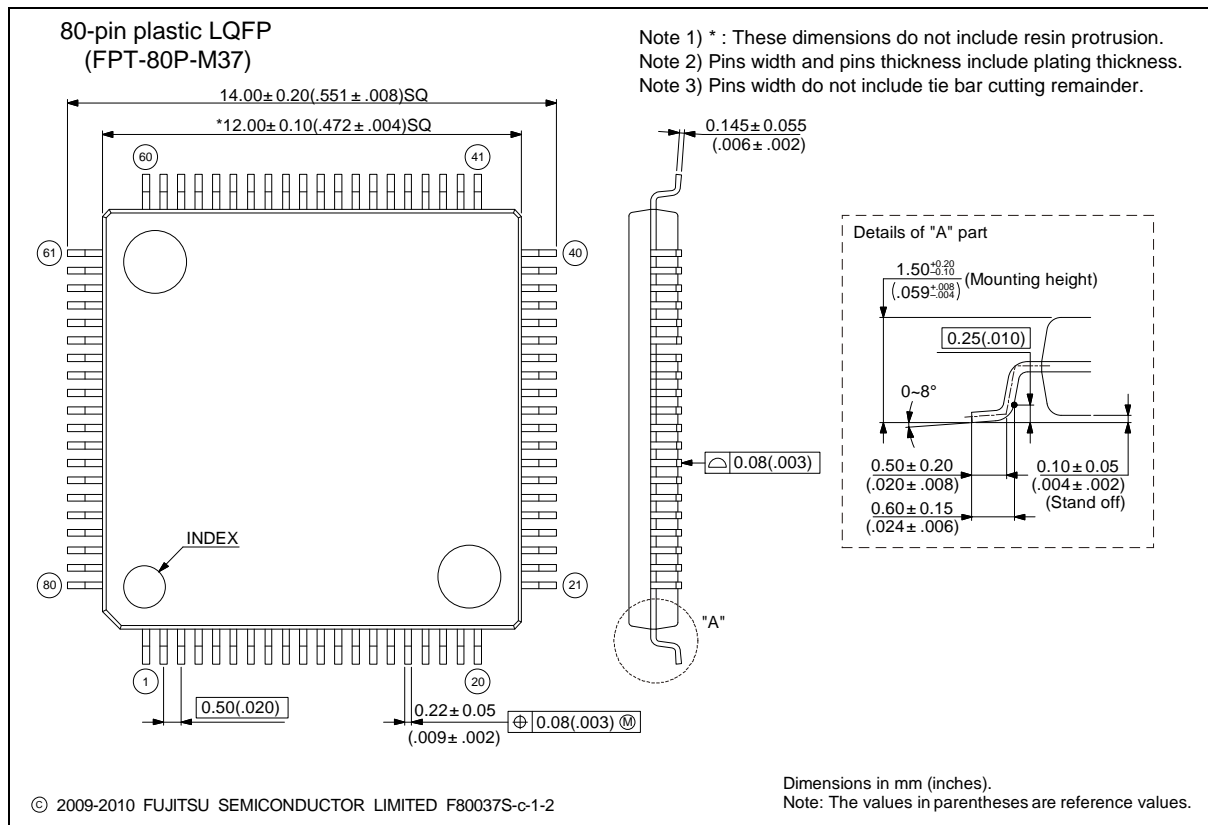 80-pin plastic LQFP
(FPT-80P-M37)
Note 1) * : These dimensions do not include resin protrusion.
Note 2) Pins width and pins thickness include plating thickness.
Note 3) Pins width do not include tie bar cutting remainder.
14.00±0.20(.551±.008)SQ
*12.00±0.10(.472±.004)SQ
60
41
61
40
INDEX
80
21
1
20
0.50(.020)
0.22±0.05
(.009±.002)
⌖ 0.08(.003) Ⓜ
0.145±0.055
(.006±.002)
⌓ 0.08(.003)
"A"
Details of "A" part
1.50 +0.20 –0.10
(.059 +.008 –.004)
(Mounting height)
0.25(.010)
0~8°
0.50±0.20
(.020±.008)
0.60±0.15
(.024±.006)
0.10±0.05
(.004±.002)
(Stand off)
© 2009-2010 FUJITSU SEMICONDUCTOR LIMITED F80037S-c-1-2
Dimensions in mm (inches).
Note: The values in parentheses are reference values.